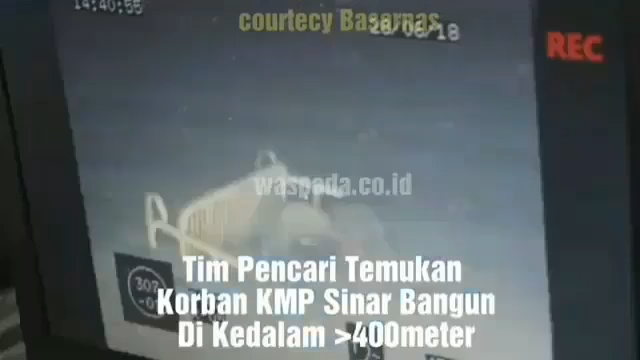 14:40:55
courtecy Basarnas
28/06/18
REC
waspada.co.id
307
Tim Pencari Temukan
Korban KMP Sinar Bangun
Di Kedalam >400meter